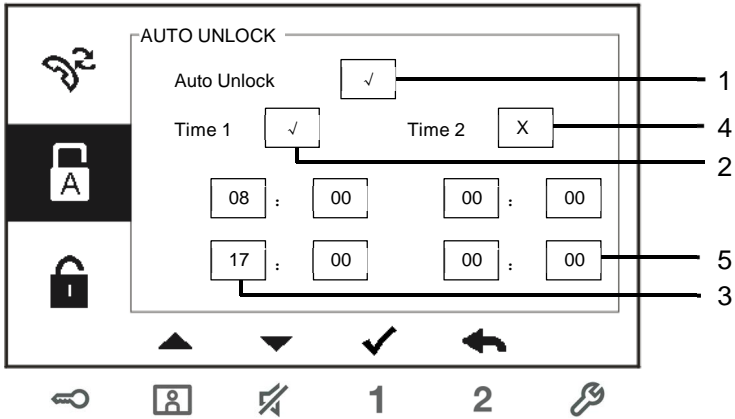 AUTO UNLOCK
Auto Unlock √ 1
Time 1 √ Time 2 X 4
2
A
08 : 00 00 : 00
17 : 00 00 : 00 5
3
I
1 2